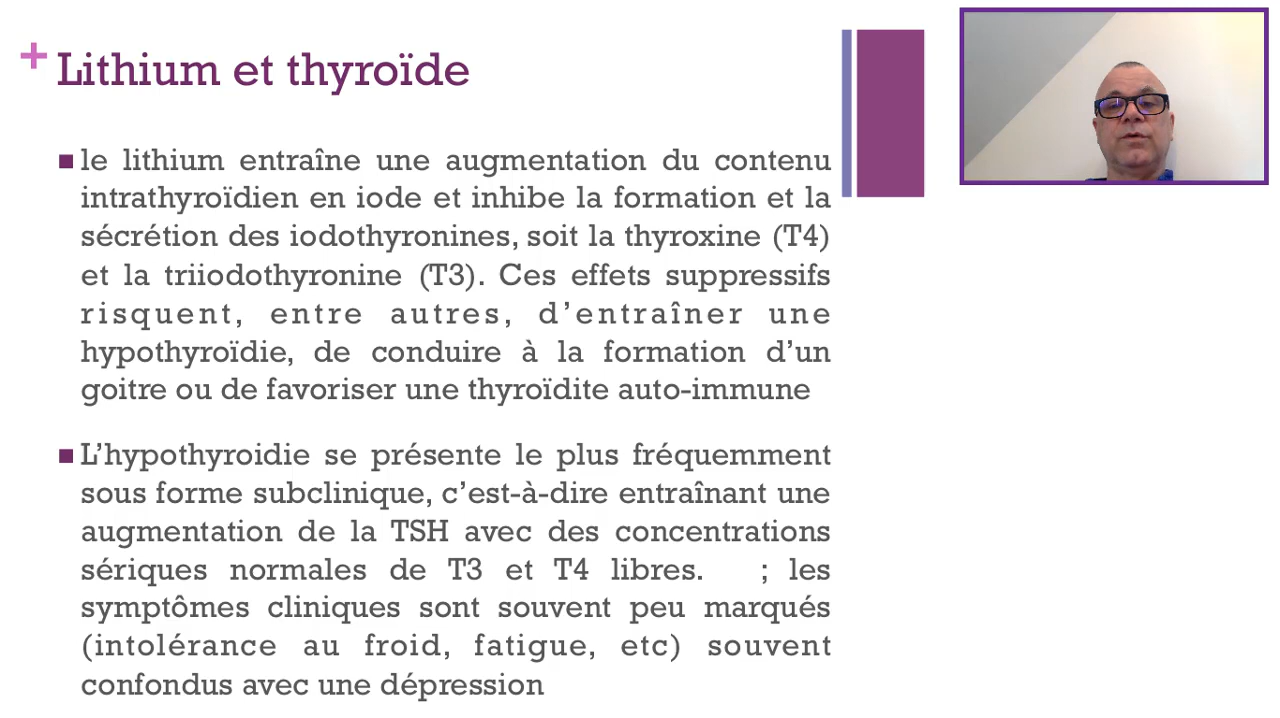 + Lithium et thyroïde
le lithium entraîne une augmentation du contenu
intrathyroïdien en iode et inhibe la formation et la
sécrétion des iodothyronines, soit la thyroxine (T4)
et la triiodothyronine (T3). Ces effets suppressifs
risquent, entre autres, d’entraîner une
hypothyroïdie, de conduire à la formation d’un
goitre ou de favoriser une thyroïdite auto-immune
L’hypothyroidie se présente le plus fréquemment
sous forme subclinique, c’est-à-dire entraînant une
augmentation de la TSH avec des concentrations
sériques normales de T3 et T4 libres. ; les
symptômes cliniques sont souvent peu marqués
(intolérance au froid, fatigue, etc) souvent
confondus avec une dépression